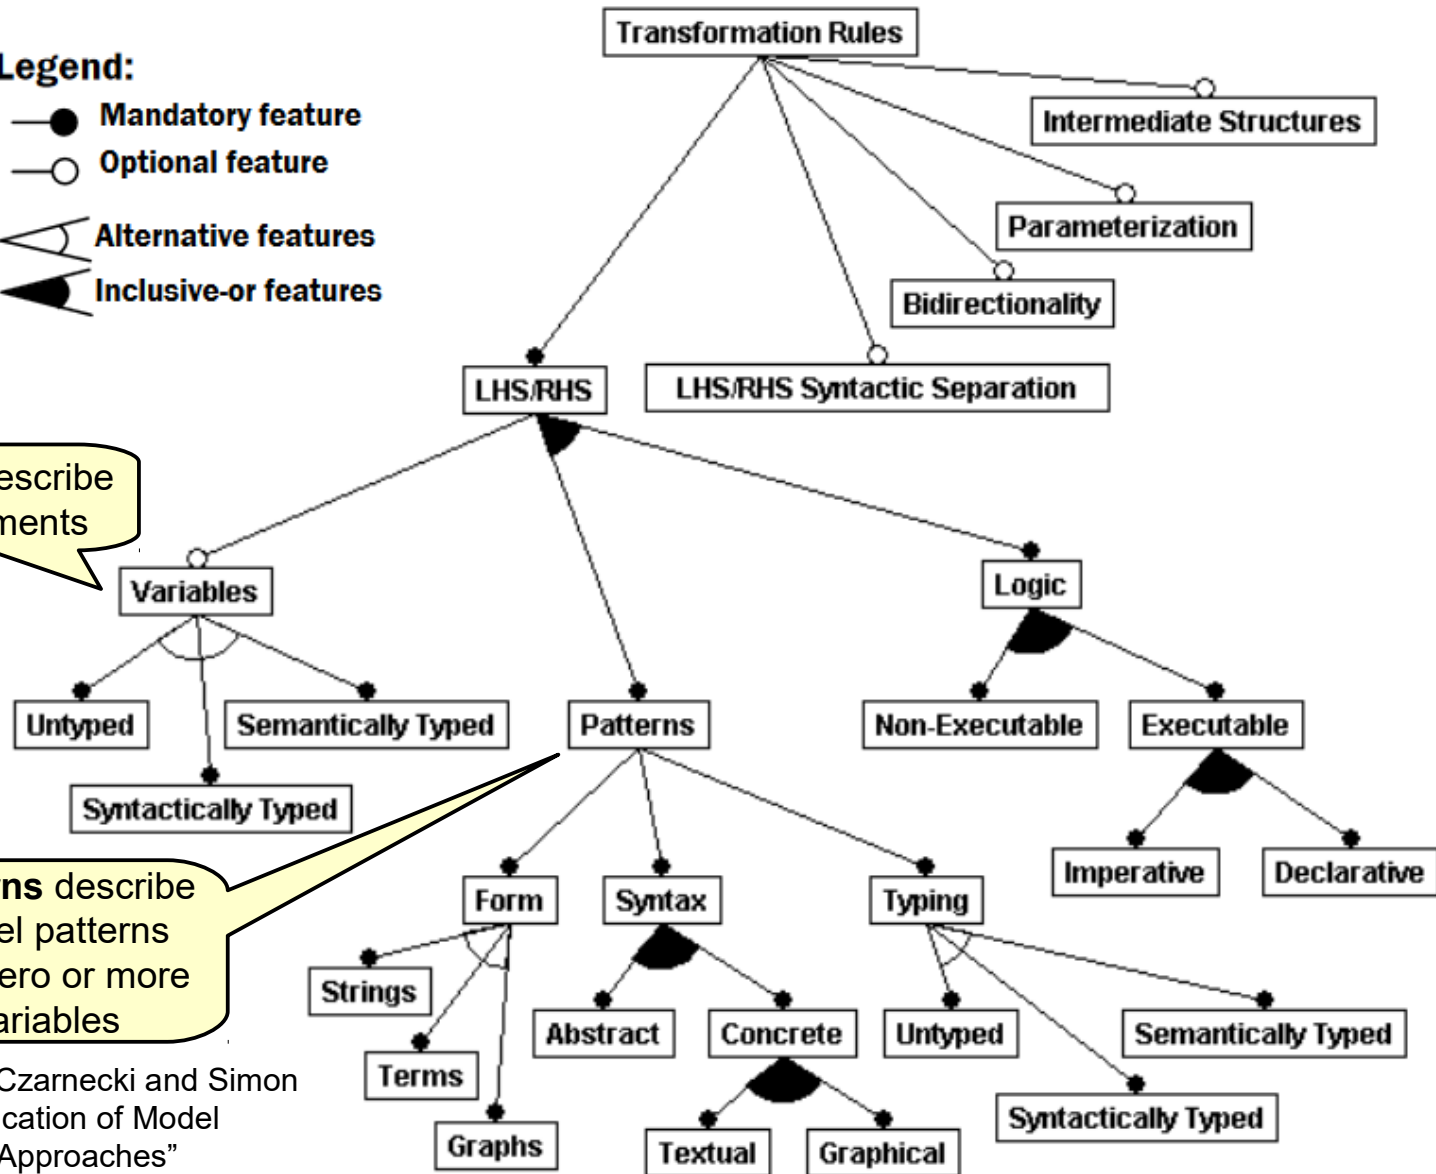 Transformation Rules
Legend:
Mandatory feature
Optional feature
Alternative features
Inclusive-or features
Intermediate Structures
Parameterization
Bidirectionality
LHS/RHS
LHS/RHS Syntactic Separation
escribe
ments
Variables
Logic
Untyped
Semantically Typed
Syntactically Typed
Patterns
Non-Executable
Executable
Imperative
Declarative
rns describe
el patterns
ero or more
ariables
Form
Syntax
Typing
Strings
Terms
Graphs
Abstract
Concrete
Untyped
Semantically Typed
Syntactically Typed
Textual
Graphical
Czarnecki and Simon
cation of Model
Approaches”